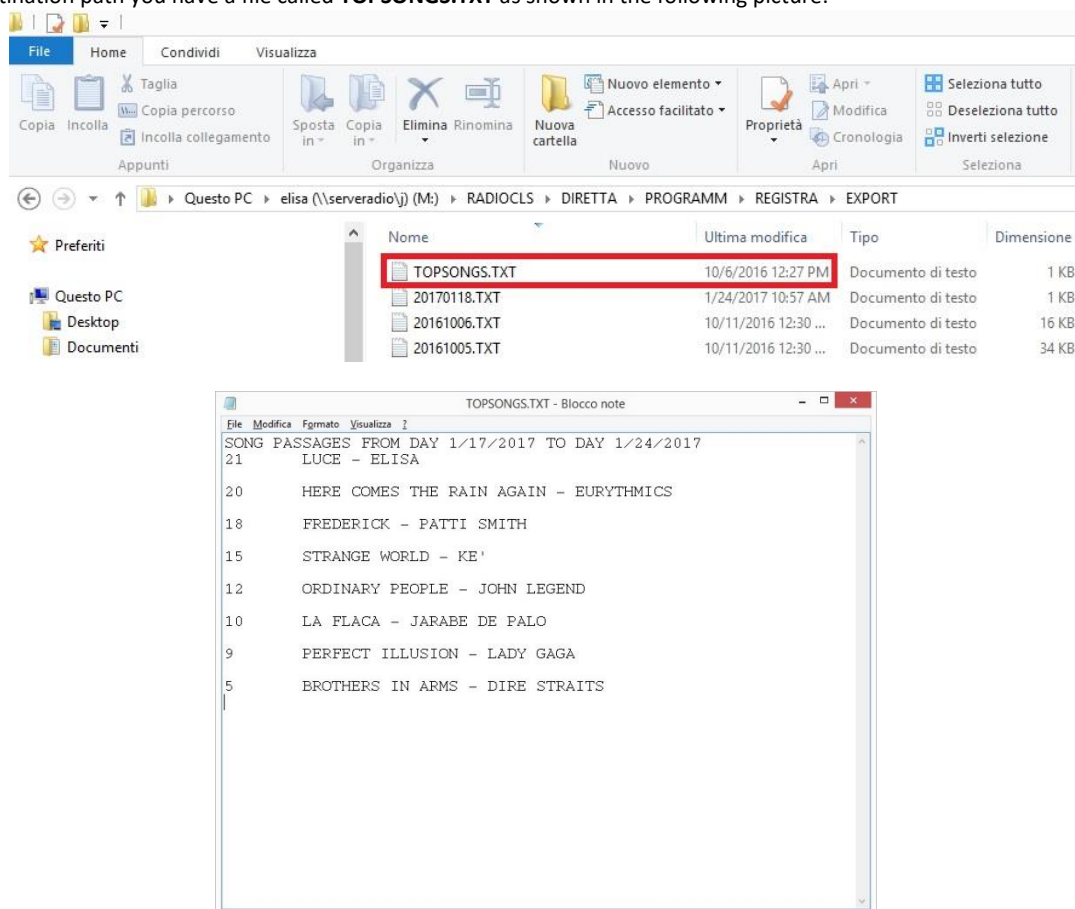 tination path you have a file called TOPSONGS.TXT as shown in the following picture:
File Home Condividi Visualizza
Copia Incolla Taglia Copia percorso Incolla collegamento
Appunti
Sposta in Copia in Elimina Rinomina
Organizza
Nuova cartella Nuovo elemento Accesso facilitato
Nuovo
Proprietà Apri Modifica Cronologia
Apri
Seleziona tutto Deseleziona tutto Inverti selezione
Seleziona
Questo PC elisa (\\serveradio\j) (M:) RADIOCLS DIRETTA PROGRAMM REGISTRA EXPORT
Preferiti
Questo PC
Desktop
Documenti
Nome Ultima modifica Tipo Dimensione
TOPSONGS.TXT 10/6/2016 12:27 PM Documento di testo 1 KB
20170118.TXT 1/24/2017 10:57 AM Documento di testo 1 KB
20161006.TXT 10/11/2016 12:30 ... Documento di testo 16 KB
20161005.TXT 10/11/2016 12:30 ... Documento di testo 34 KB
TOPSONGS.TXT - Blocco note
File Modifica Formato Visualizza ?
SONG PASSAGES FROM DAY 1/17/2017 TO DAY 1/24/2017
21 LUCE - ELISA
20 HERE COMES THE RAIN AGAIN - EURYTHMICS
18 FREDERICK - PATTI SMITH
15 STRANGE WORLD - KE'
12 ORDINARY PEOPLE - JOHN LEGEND
10 LA FLACA - JARABE DE PALO
9 PERFECT ILLUSION - LADY GAGA
5 BROTHERS IN ARMS - DIRE STRAITS